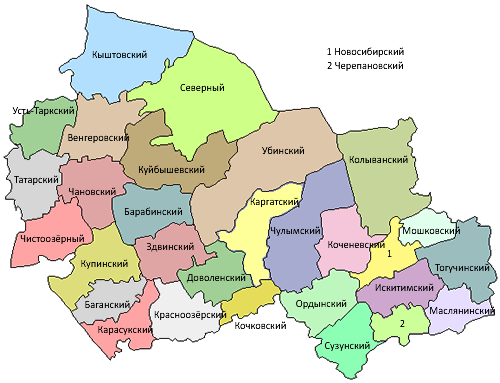 Кыштовский
1 Новосибирский
2 Черепановский
Северный
Усть-Таркский
Венгеровский
Убинский
Колыванский
Куйбышевский
Татарский
Чановский
Каргатский
Барабинский
Чулымский
Мошковский
Чистоозёрный
Здвинский
Коченевский
1
Купинский
Тогучинский
Доволенский
Искитимский
Баганский
Ордынский
Маслянинский
Красноозёрский
Карасукский
Кочковский
2
Сузунский